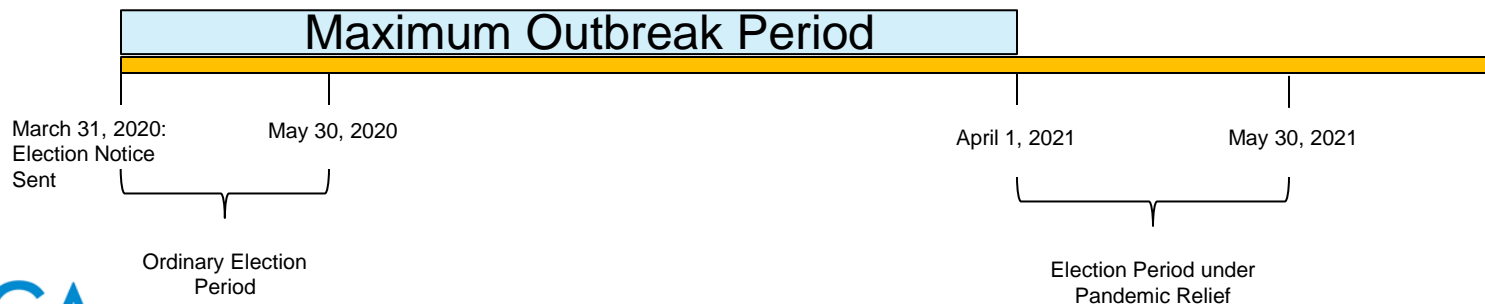 Maximum Outbreak Period
March 31, 2020:
Election Notice
Sent
May 30, 2020
April 1, 2021
May 30, 2021
Ordinary Election
Period
Election Period under
Pandemic Relief